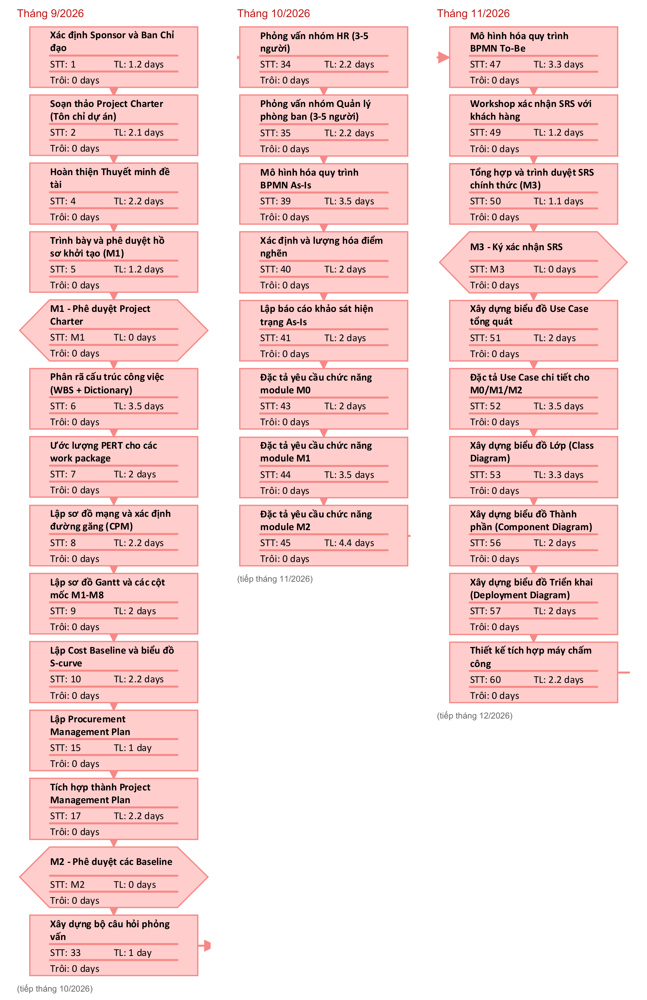 Tháng 9/2026
Xác định Sponsor và Ban Chỉ
đạo
STT: 1 TL: 1.2 days
Trôi: 0 days
Soạn thảo Project Charter
(Tôn chỉ dự án)
STT: 2 TL: 2.1 days
Trôi: 0 days
Hoàn thiện Thuyết minh đề
tài
STT: 4 TL: 2.2 days
Trôi: 0 days
Trình bày và phê duyệt hồ
sơ khởi tạo (M1)
STT: 5 TL: 1.2 days
Trôi: 0 days
M1 - Phê duyệt Project
Charter
STT: M1 TL: 0 days
Trôi: 0 days
Phân rã cấu trúc công việc
(WBS + Dictionary)
STT: 6 TL: 3.5 days
Trôi: 0 days
Ước lượng PERT cho các
work package
STT: 7 TL: 2 days
Trôi: 0 days
Lập sơ đồ mạng và xác định
đường găng (CPM)
STT: 8 TL: 2.2 days
Trôi: 0 days
Lập sơ đồ Gantt và các cột
mốc M1-M8
STT: 9 TL: 2 days
Trôi: 0 days
Lập Cost Baseline và biểu đồ
S-curve
STT: 10 TL: 2.2 days
Trôi: 0 days
Lập Procurement
Management Plan
STT: 15 TL: 1 day
Trôi: 0 days
Tích hợp thành Project
Management Plan
STT: 17 TL: 2.2 days
Trôi: 0 days
M2 - Phê duyệt các Baseline
STT: M2 TL: 0 days
Trôi: 0 days
Xây dựng bộ câu hỏi phỏng
vấn
STT: 33 TL: 1 day
Trôi: 0 days
(tiếp tháng 10/2026)
Tháng 10/2026
Phỏng vấn nhóm HR (3-5
người)
STT: 34 TL: 2.2 days
Trôi: 0 days
Phỏng vấn nhóm Quản lý
phòng ban (3-5 người)
STT: 35 TL: 2.2 days
Trôi: 0 days
Mô hình hóa quy trình
BPMN As-Is
STT: 39 TL: 3.5 days
Trôi: 0 days
Xác định và lượng hóa điểm
nghẽn
STT: 40 TL: 2 days
Trôi: 0 days
Lập báo cáo khảo sát hiện
trạng As-Is
STT: 41 TL: 2 days
Trôi: 0 days
Đặc tả yêu cầu chức năng
module M0
STT: 43 TL: 2 days
Trôi: 0 days
Đặc tả yêu cầu chức năng
module M1
STT: 44 TL: 3.5 days
Trôi: 0 days
Đặc tả yêu cầu chức năng
module M2
STT: 45 TL: 4.4 days
Trôi: 0 days
(tiếp tháng 11/2026)
Tháng 11/2026
Mô hình hóa quy trình
BPMN To-Be
STT: 47 TL: 3.3 days
Trôi: 0 days
Workshop xác nhận SRS với
khách hàng
STT: 49 TL: 1.2 days
Trôi: 0 days
Tổng hợp và trình duyệt SRS
chính thức (M3)
STT: 50 TL: 1.1 days
Trôi: 0 days
M3 - Ký xác nhận SRS
STT: M3 TL: 0 days
Trôi: 0 days
Xây dựng biểu đồ Use Case
tổng quát
STT: 51 TL: 2 days
Trôi: 0 days
Đặc tả Use Case chi tiết cho
M0/M1/M2
STT: 52 TL: 3.5 days
Trôi: 0 days
Xây dựng biểu đồ Lớp (Class
Diagram)
STT: 53 TL: 3.3 days
Trôi: 0 days
Xây dựng biểu đồ Thành
phần (Component Diagram)
STT: 56 TL: 2 days
Trôi: 0 days
Xây dựng biểu đồ Triển khai
(Deployment Diagram)
STT: 57 TL: 2 days
Trôi: 0 days
Thiết kế tích hợp máy chấm
công
STT: 60 TL: 2.2 days
Trôi: 0 days
(tiếp tháng 12/2026)